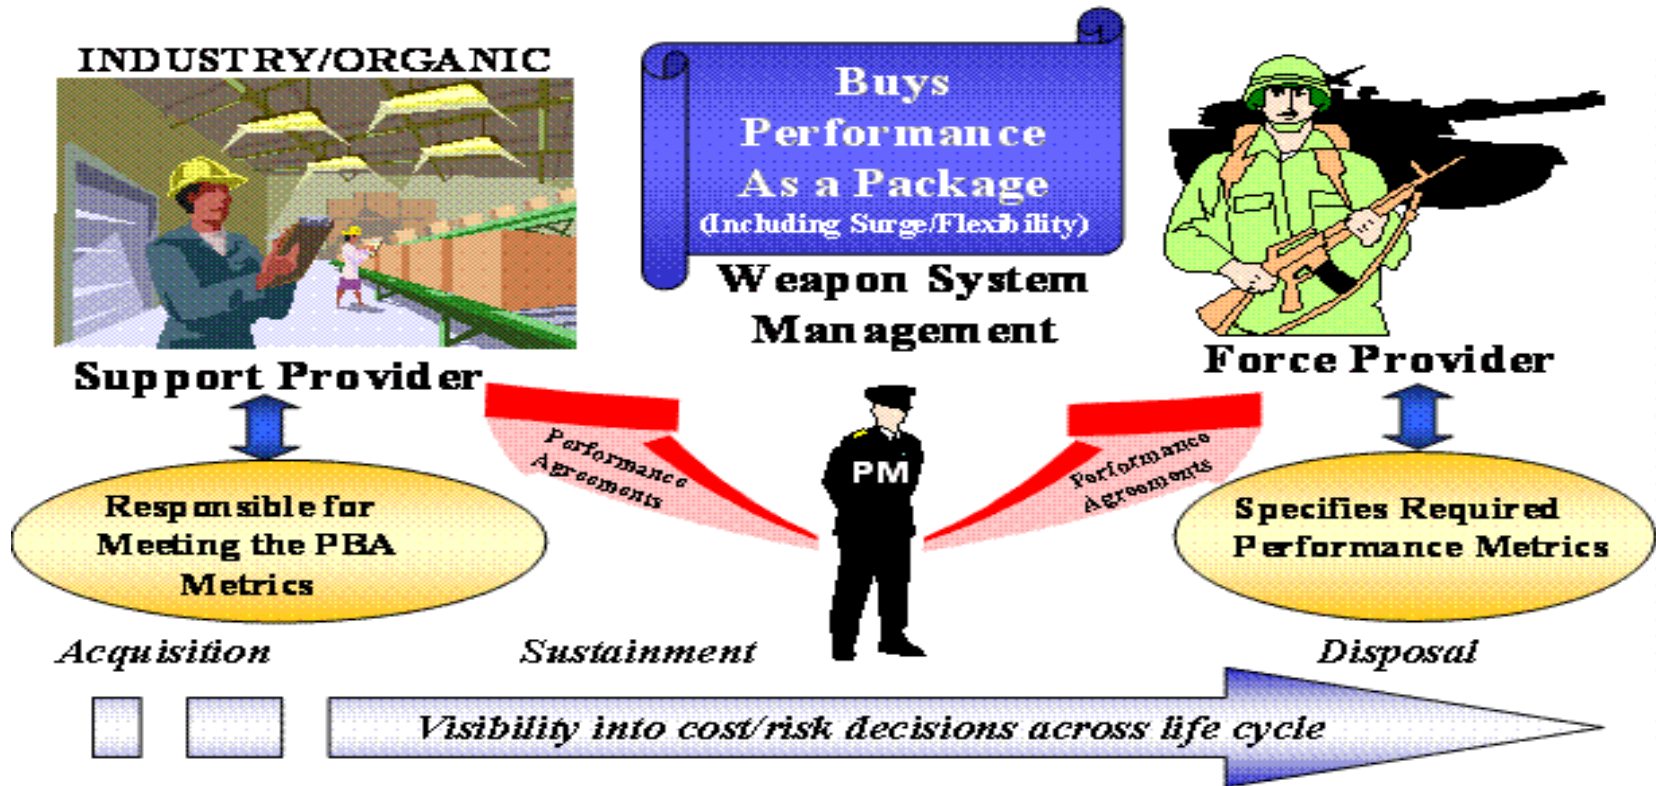 INDUSTRY/ORGANIC
Buys
Performance
As a Package
(Including Surge/Flexibility)
Weapon System
Management
Support Provider
Force Provider
Performance
Agreements
PM
Performance
Agreements
Responsible for
Meeting the PBA
Metrics
Specifies Required
Performance Metrics
Acquisition
Sustainment
Disposal
Visibility into cost/risk decisions across life cycle